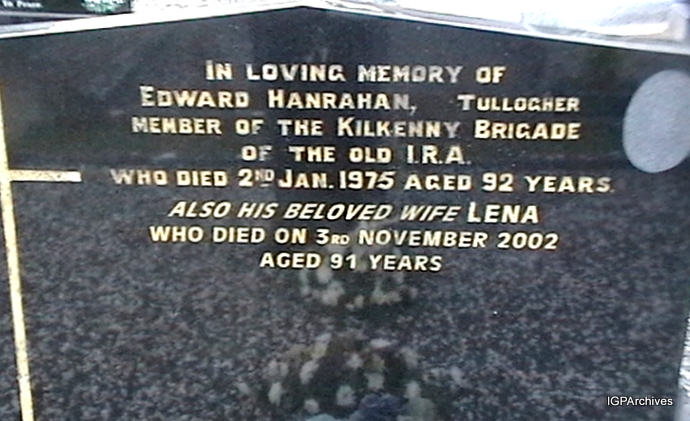 In Peace
IN LOVING MEMORY OF
EDWARD HANRAHAN, TULLOGHER
MEMBER OF THE KILKENNY BRIGADE
OF THE OLD I.R.A.
WHO DIED 2ND JAN. 1975 AGED 92 YEARS.
ALSO HIS BELOVED WIFE LENA
WHO DIED ON 3RD NOVEMBER 2002
AGED 91 YEARS
IGPArchives